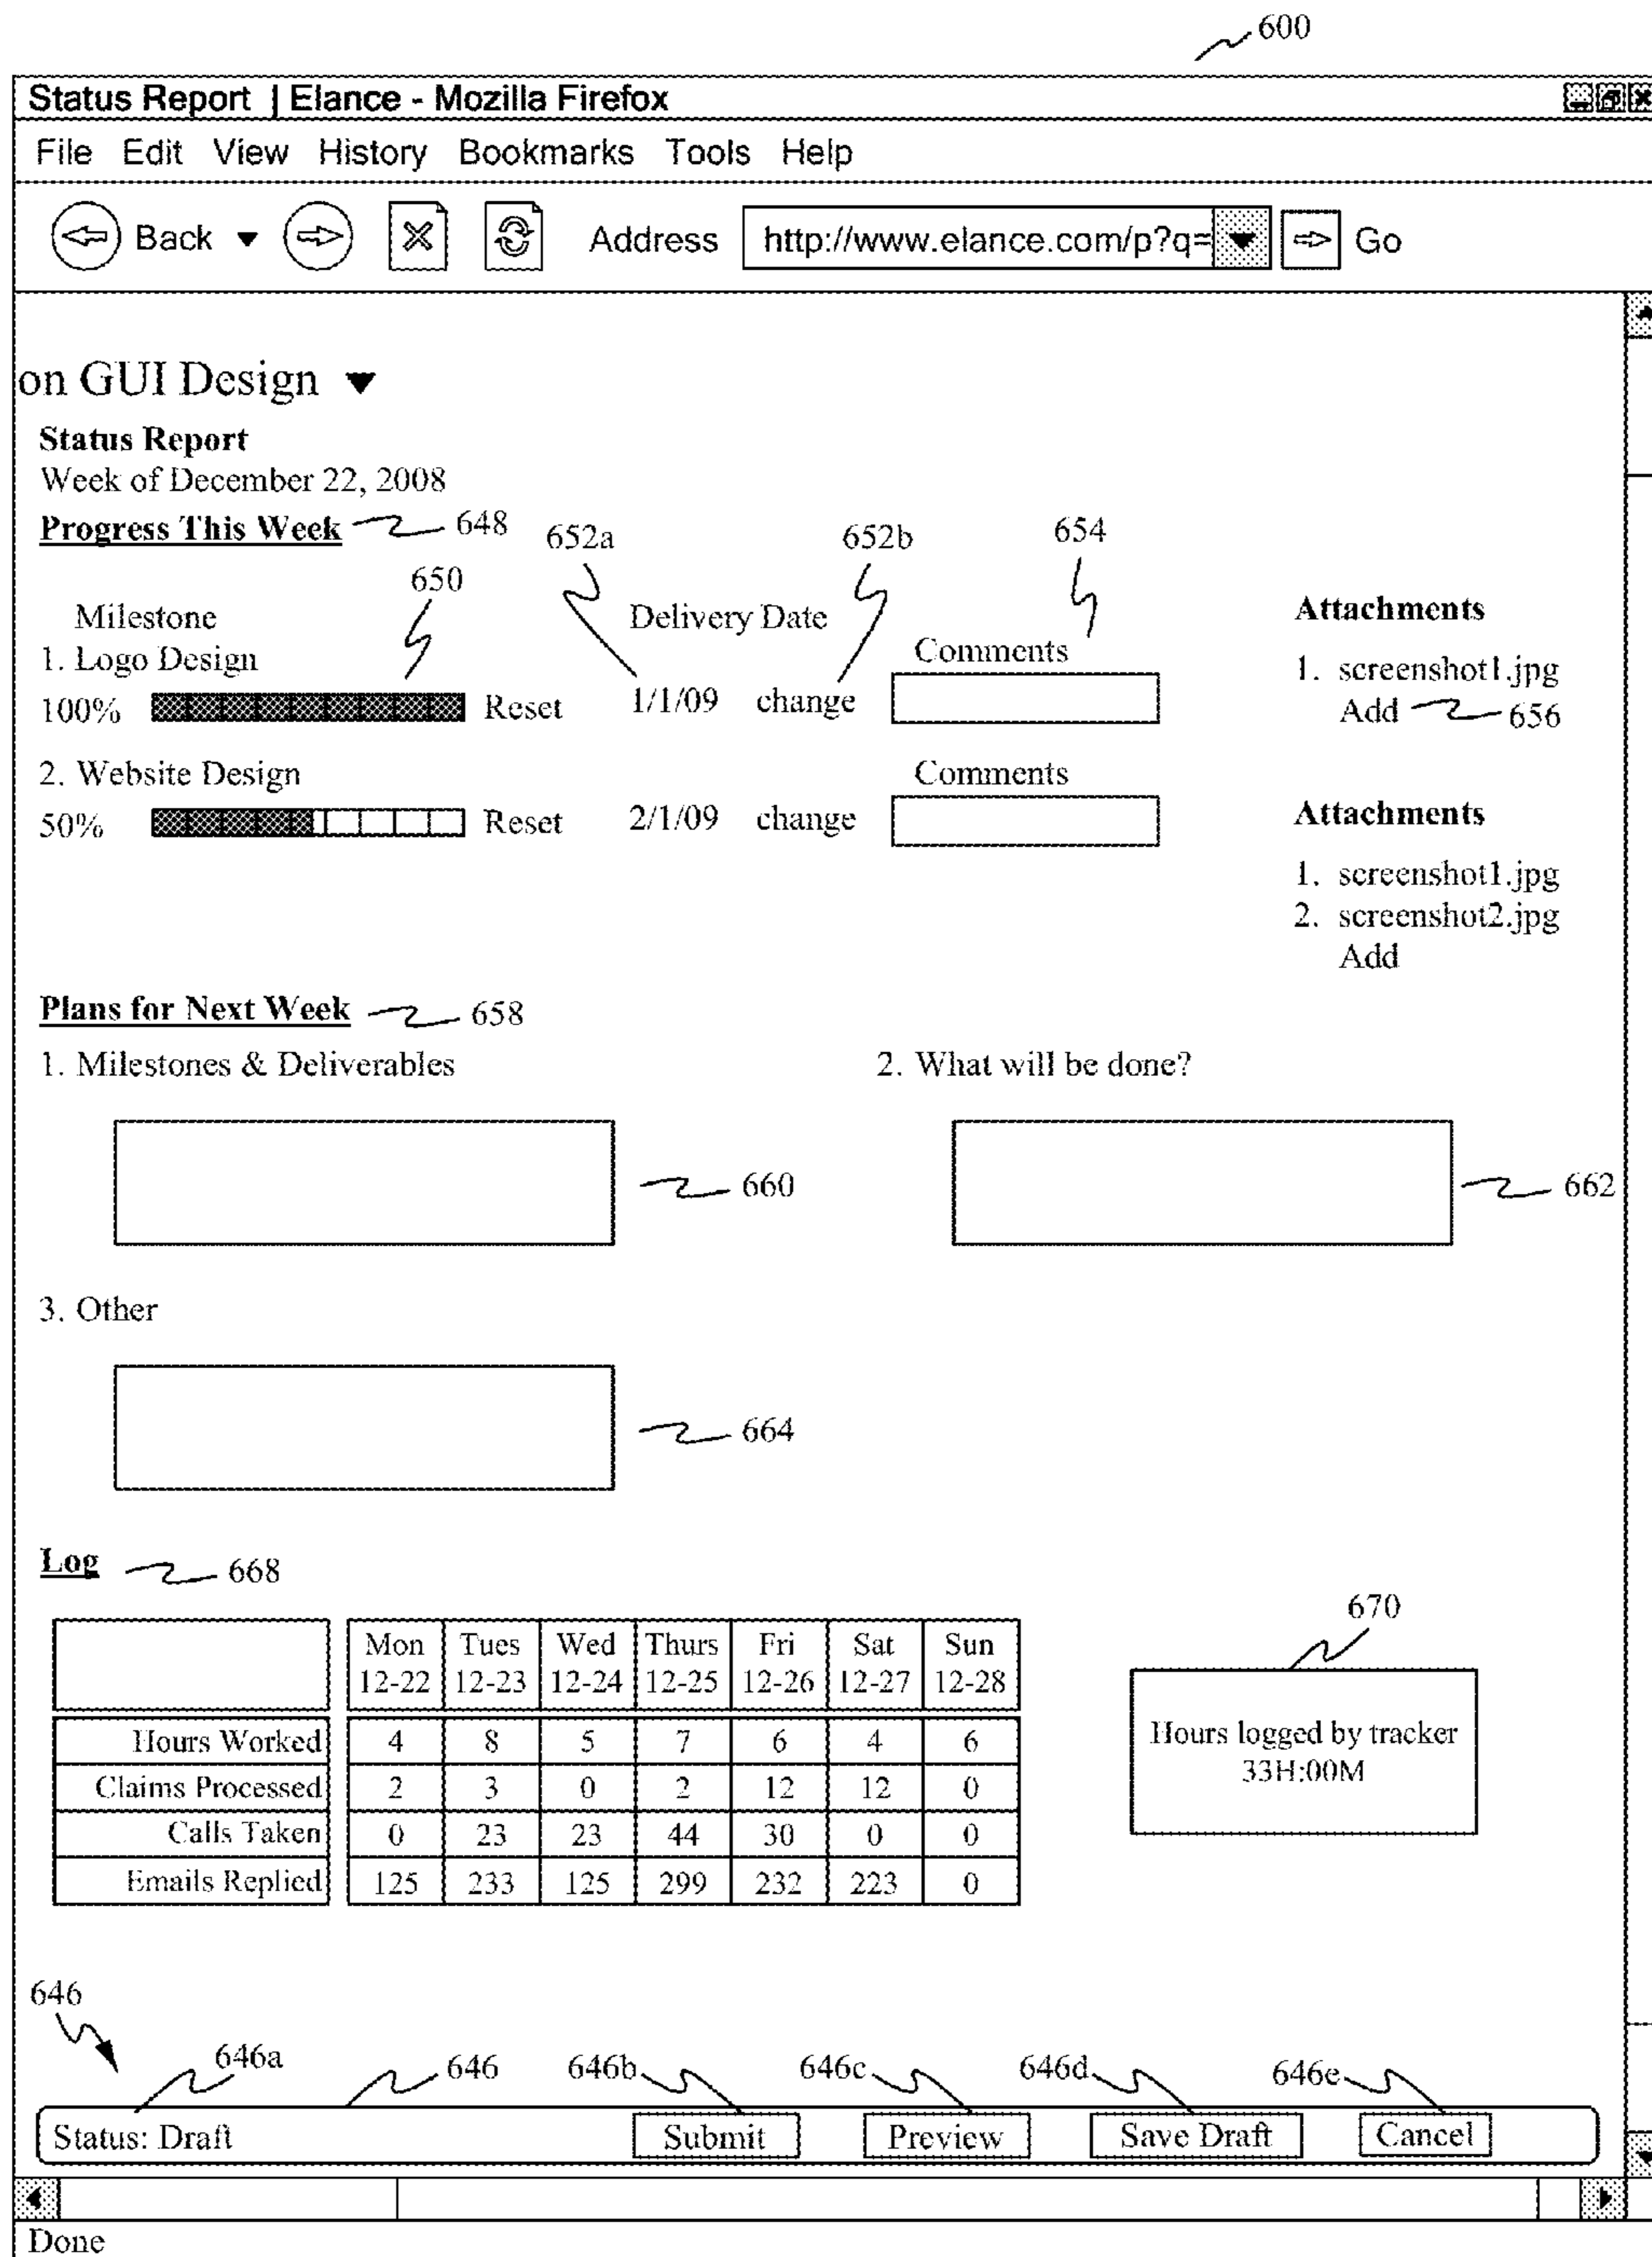 600
Status Report | Elance - Mozilla Firefox
File Edit View History Bookmarks Tools Help
Back Address http://www.elance.com/p?q= Go
on GUI Design
Status Report
Week of December 22, 2008
Progress This Week 648 652a 652b 654
650
Milestone Delivery Date Attachments
1. Logo Design Comments 1. screenshot1.jpg
100% Reset 1/1/09 change Add 656
2. Website Design Comments
50% Reset 2/1/09 change Attachments
1. screenshot1.jpg
2. screenshot2.jpg
Add
Plans for Next Week 658
1. Milestones & Deliverables 2. What will be done?
660 662
3. Other
664
Log 668
670
Mon Tues Wed Thurs Fri Sat Sun
12-22 12-23 12-24 12-25 12-26 12-27 12-28
Hours Worked 4 8 5 7 6 4 6
Claims Processed 2 3 0 2 12 12 0
Calls Taken 0 23 23 44 30 0 0
Emails Replied 125 233 125 299 232 223 0
Hours logged by tracker
33H:00M
646
646a 646 646b 646c 646d 646e
Status: Draft Submit Preview Save Draft Cancel
Done